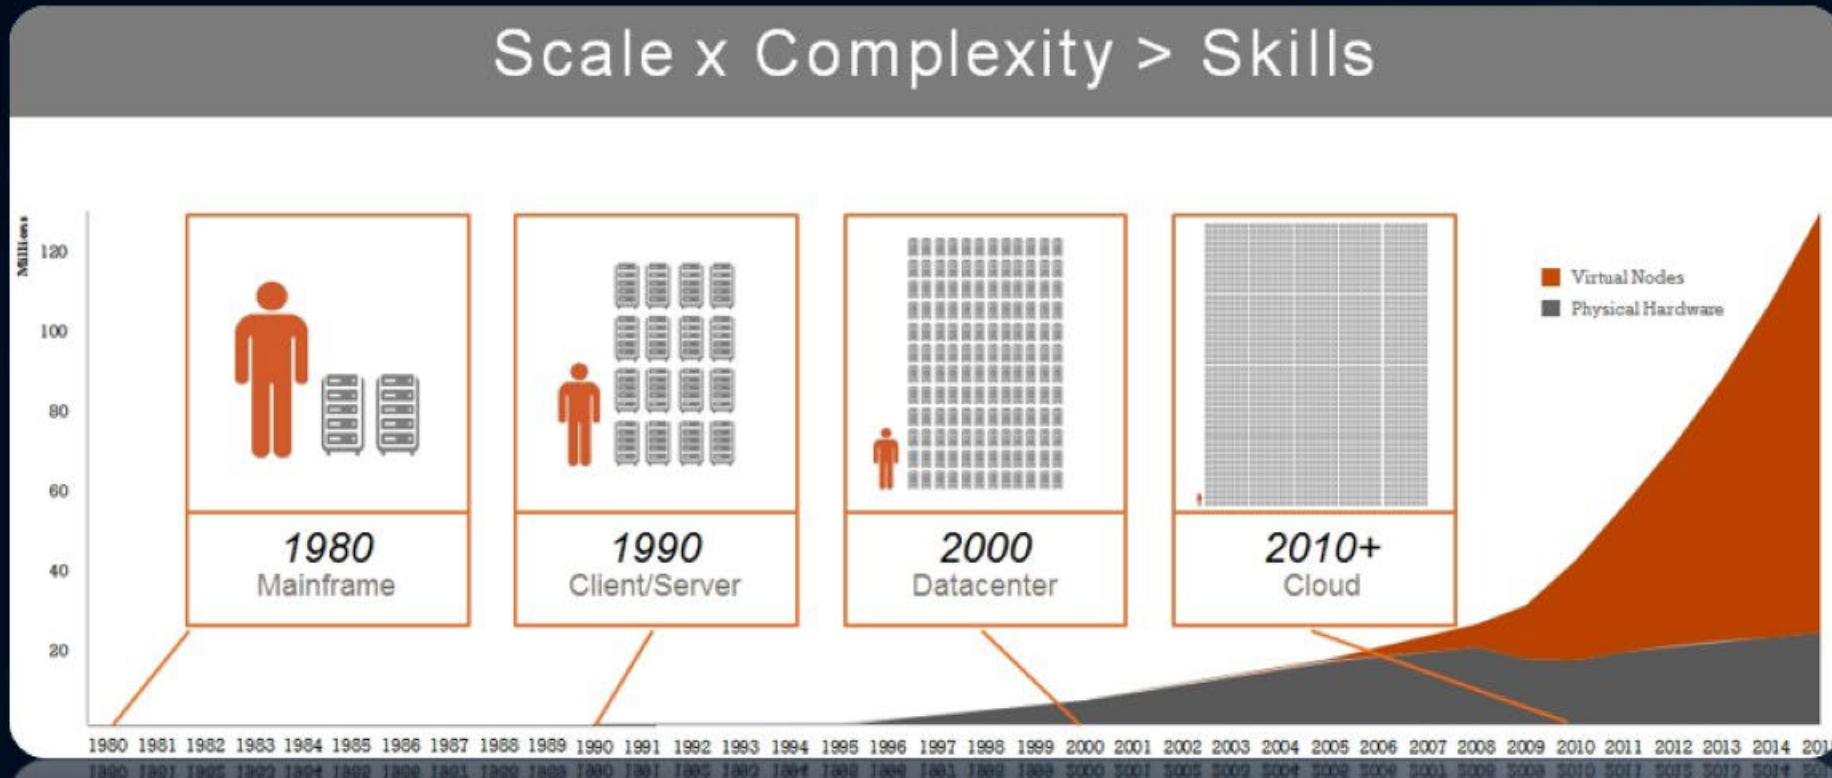 Scale x Complexity > Skills
Millions
120
100
80
60
40
20
1980
Mainframe
1990
Client/Server
2000
Datacenter
2010+
Cloud
Virtual Nodes
Physical Hardware
1980 1981 1982 1983 1984 1985 1986 1987 1988 1989 1990 1991 1992 1993 1994 1995 1996 1997 1998 1999 2000 2001 2002 2003 2004 2005 2006 2007 2008 2009 2010 2011 2012 2013 2014